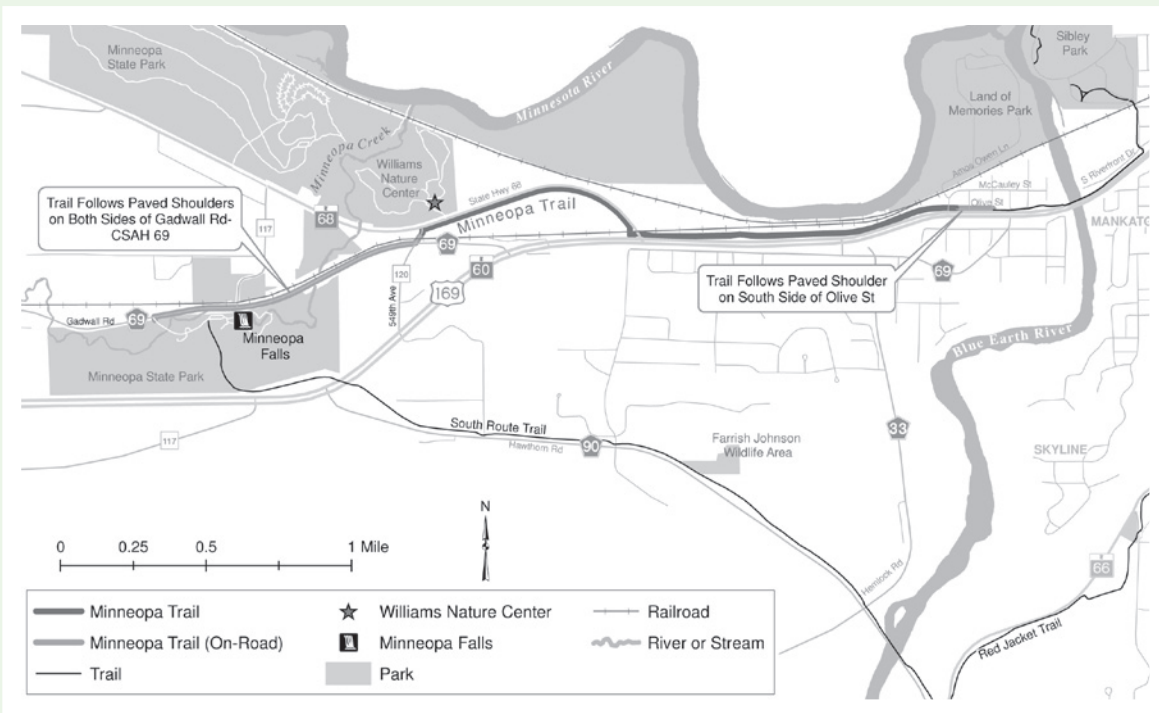 Minneopa
State Park
Minnesota River
Sibley
Park
Land of
Memories Park
Minneopa Creek
Williams
Nature
Center
Amos Owen Ln
S Riverfront Dr
McCauley St
Olive St
State Hwy 68
Minneopa Trail
Trail Follows Paved Shoulders
on Both Sides of Gadwall Rd-
CSAH 69
117
68
69
MANKATO
60
120
169
549th Ave
69
Trail Follows Paved Shoulder
on South Side of Olive St
Gadwall Rd
69
Minneopa
Falls
Minneopa State Park
Blue Earth River
117
South Route Trail
Hawthorn Rd
90
33
Farrish Johnson
Wildlife Area
SKYLINE
N
0 0.25 0.5 1 Mile
Hemlock Rd
66
Red Jacket Trail
Minneopa Trail
Minneopa Trail (On-Road)
Trail
Williams Nature Center
Minneopa Falls
Park
Railroad
River or Stream